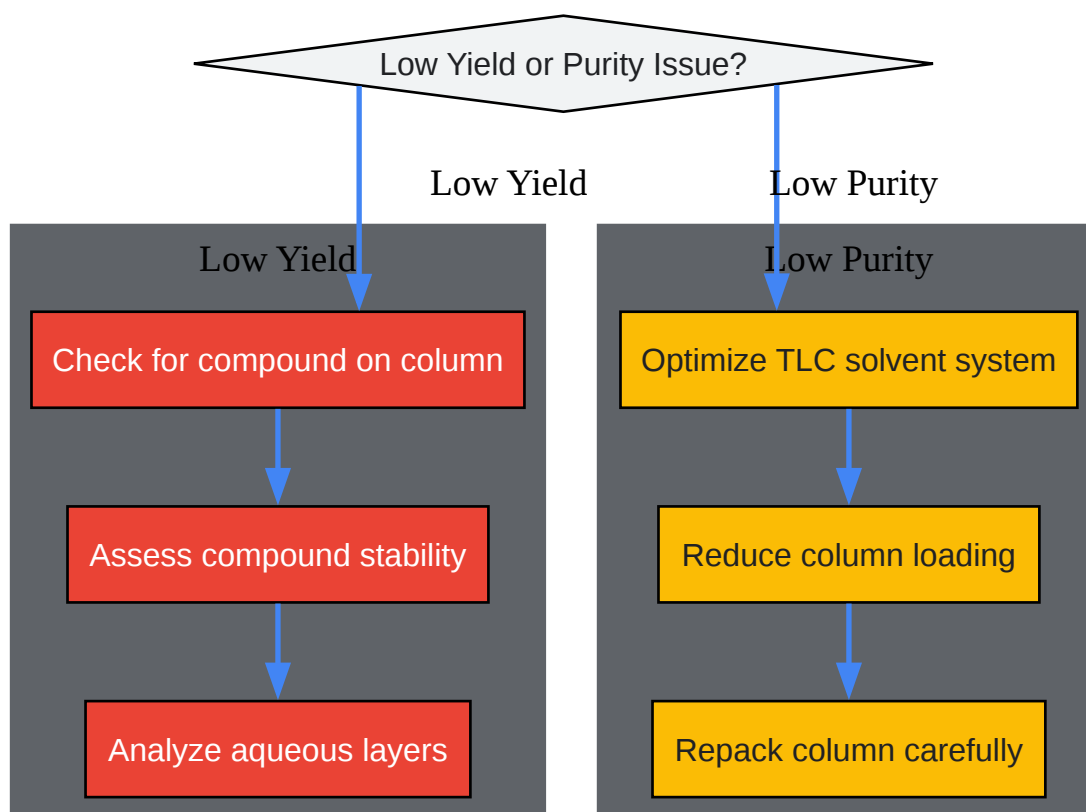 Low Yield or Purity Issue?
Low Yield
Low Purity
Low Yield
Low Purity
Check for compound on column
Optimize TLC solvent system
Assess compound stability
Reduce column loading
Analyze aqueous layers
Repack column carefully